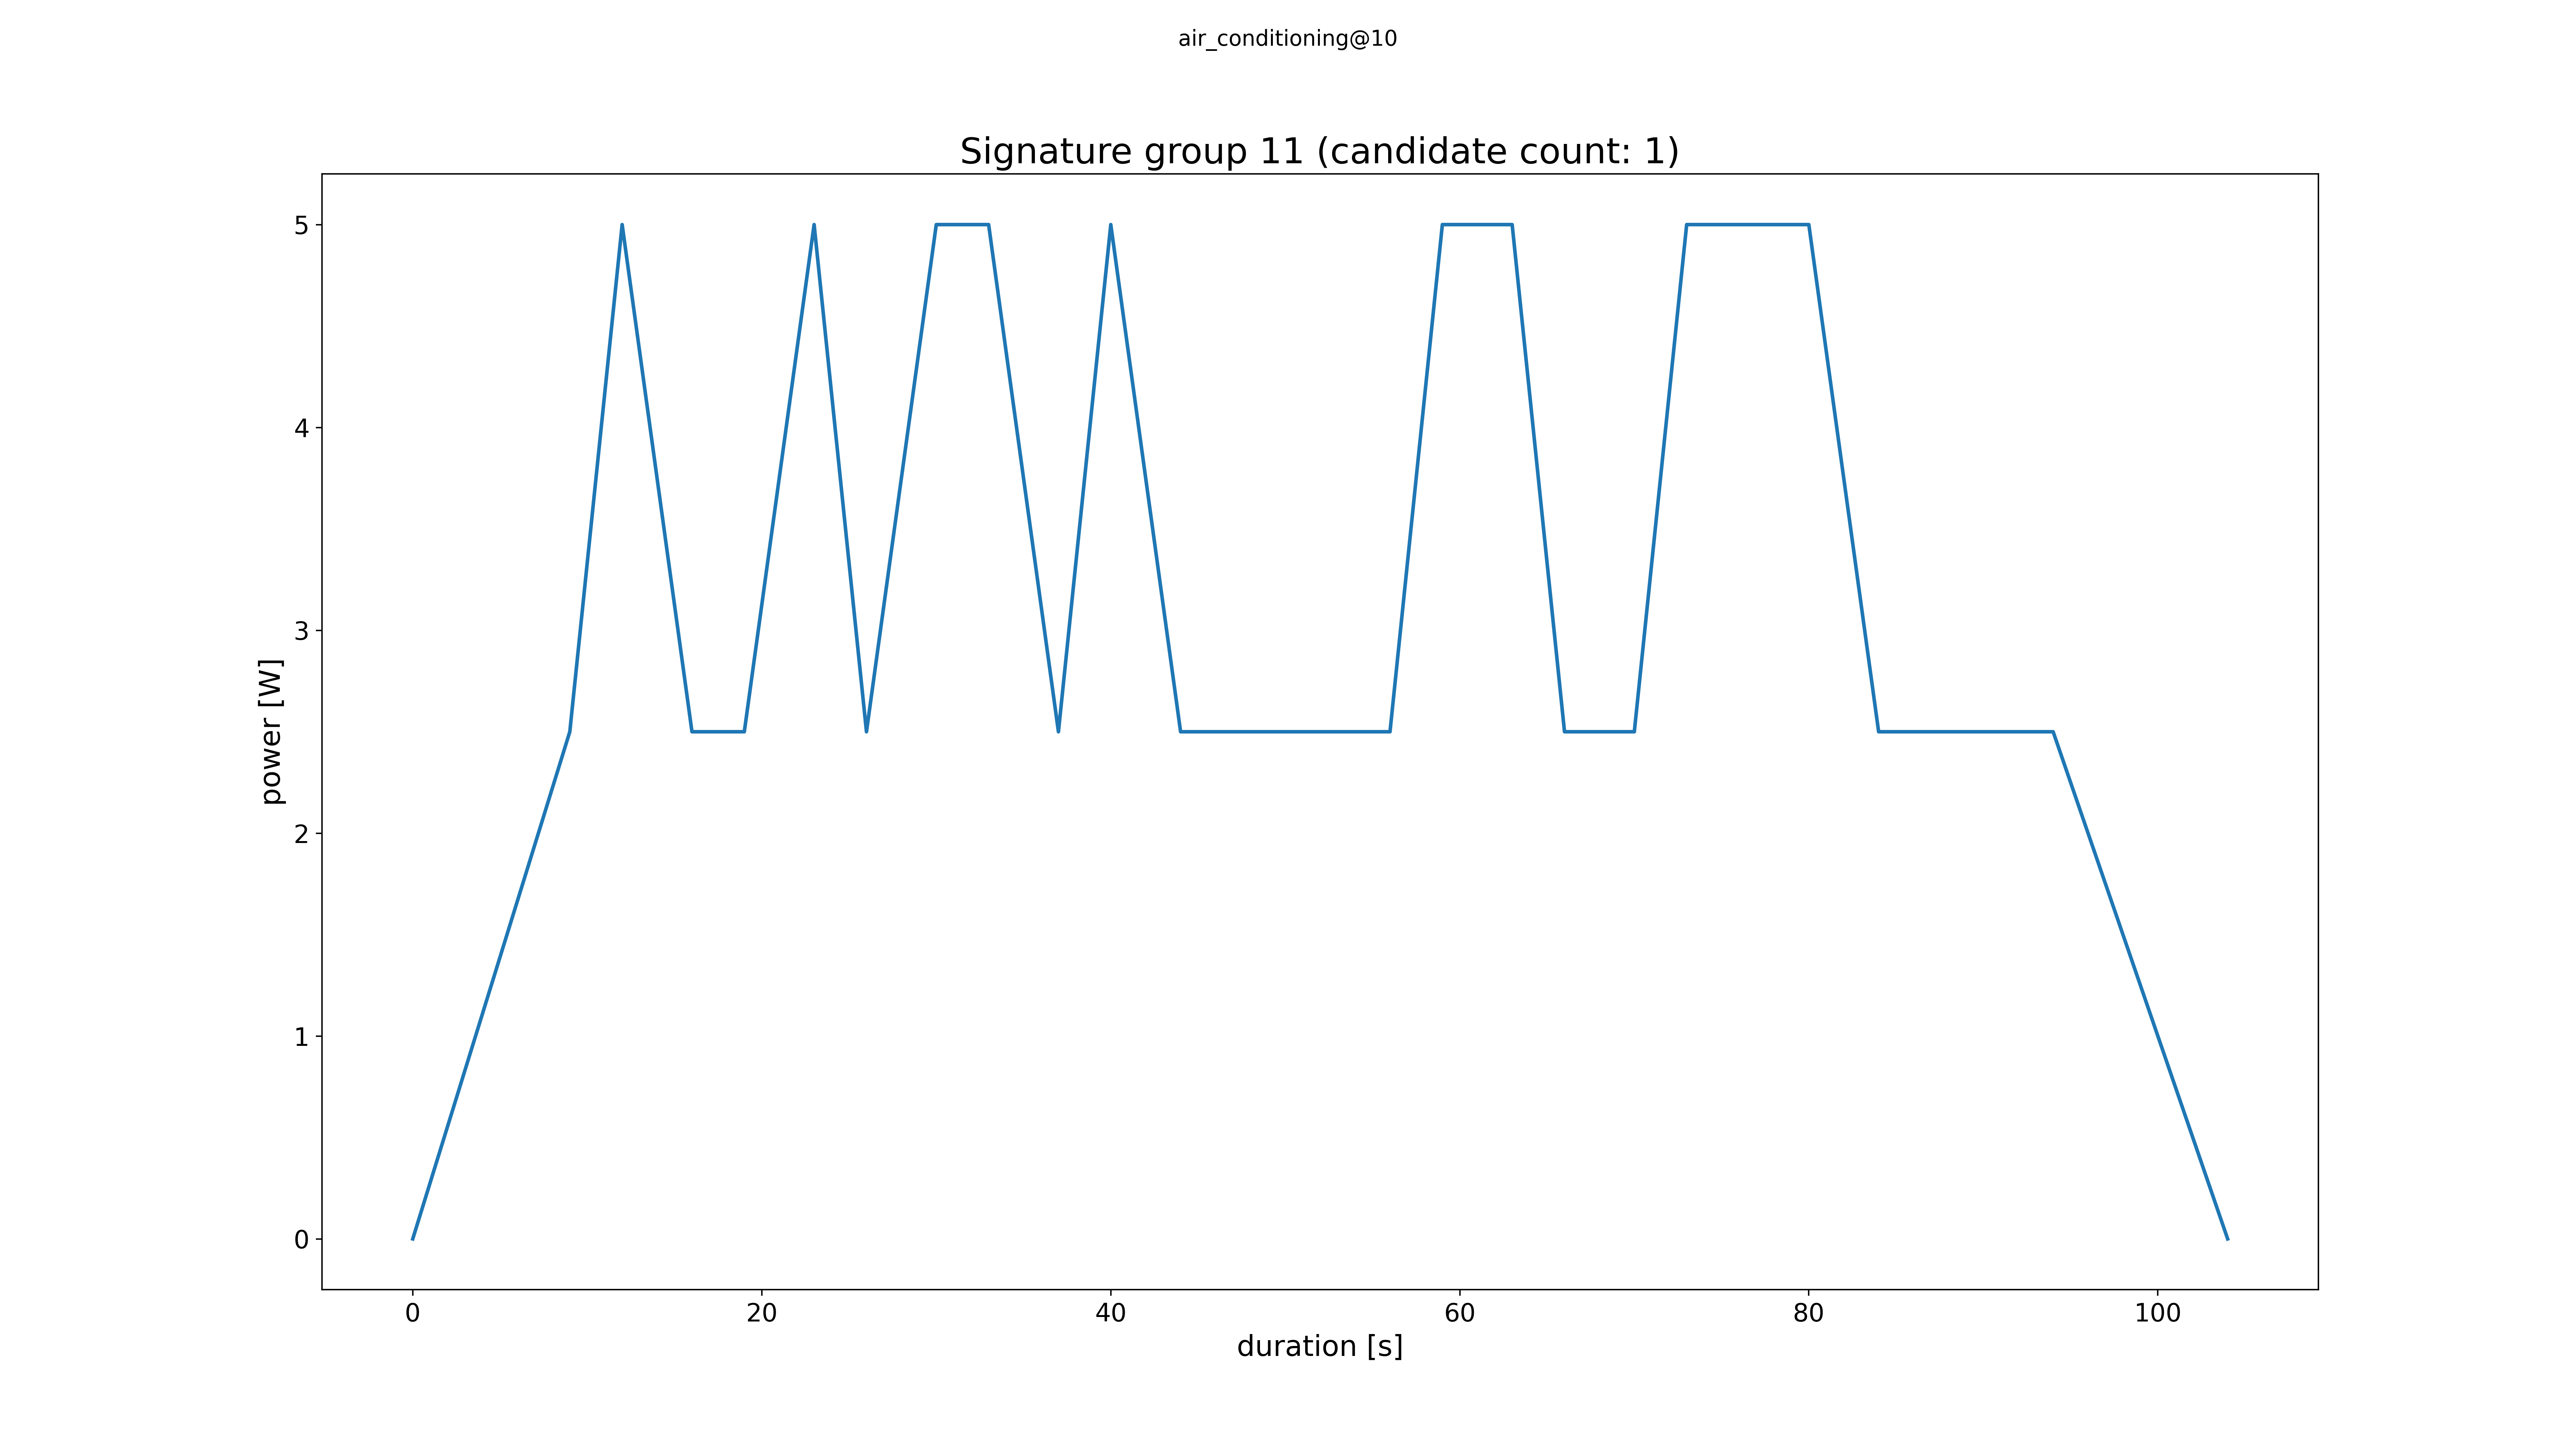 air_conditioning@10
Signature group 11 (candidate count: 1)
5
4
3
2
1
0
power [W]
0 20 40 60 80 100
duration [s]